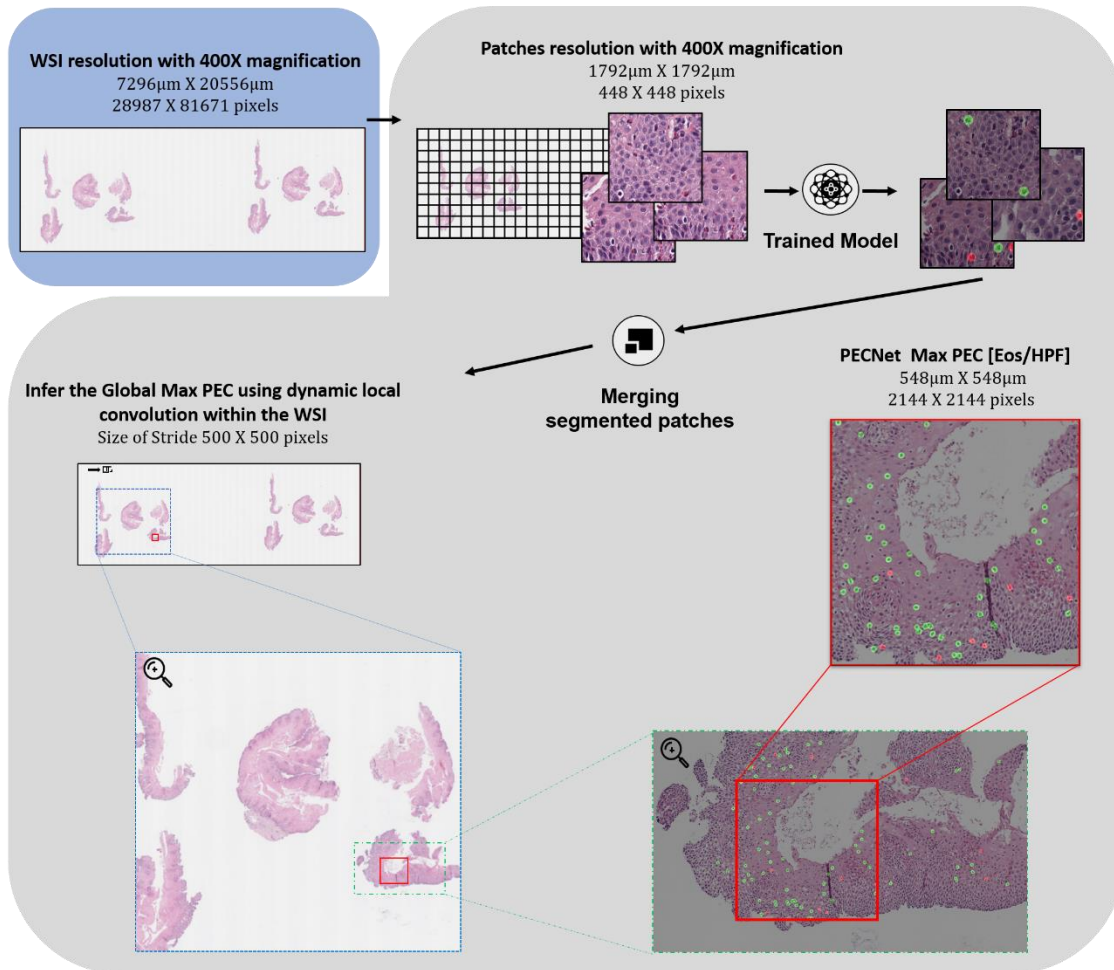 WSI resolution with 400X magnification
7296μm X 20556μm
28987 X 81671 pixels
Patches resolution with 400X magnification
1792μm X 1792μm
448 X 448 pixels
Trained Model
Merging
segmented patches
PECNet Max PEC [Eos/HPF]
548μm X 548μm
2144 X 2144 pixels
Infer the Global Max PEC using dynamic local
convolution within the WSI
Size of Stride 500 X 500 pixels